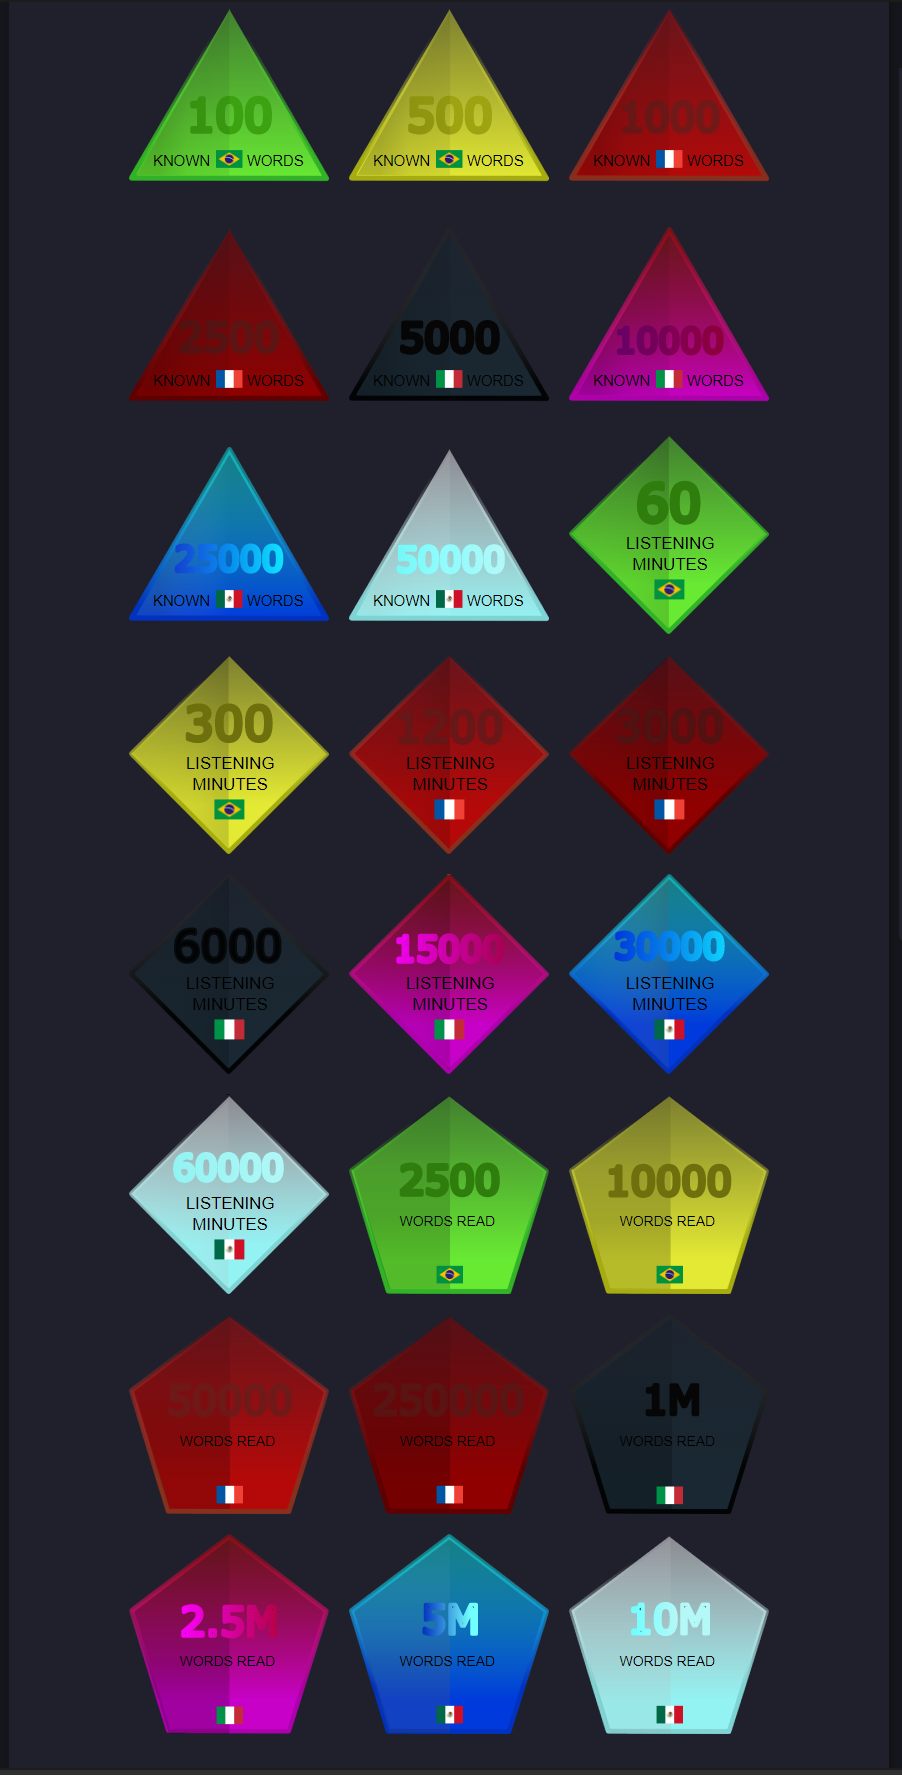 100
KNOWN WORDS
500
KNOWN WORDS
1000
KNOWN WORDS
2500
KNOWN WORDS
5000
KNOWN WORDS
10000
KNOWN WORDS
25000
KNOWN WORDS
50000
KNOWN WORDS
60
LISTENING
MINUTES
300
LISTENING
MINUTES
1200
LISTENING
MINUTES
3000
LISTENING
MINUTES
6000
LISTENING
MINUTES
15000
LISTENING
MINUTES
30000
LISTENING
MINUTES
60000
LISTENING
MINUTES
2500
WORDS READ
10000
WORDS READ
50000
WORDS READ
250000
WORDS READ
1M
WORDS READ
2.5M
WORDS READ
5M
WORDS READ
10M
WORDS READ